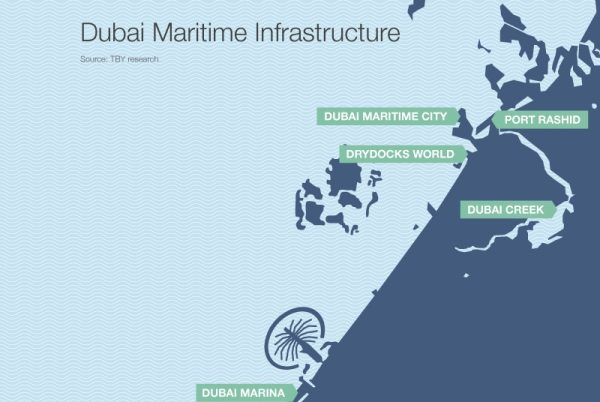 Dubai Maritime Infrastructure
Source: TBY research
DUBAI MARITIME CITY
PORT RASHID
DRYDOCKS WORLD
DUBAI CREEK
DUBAI MARINA